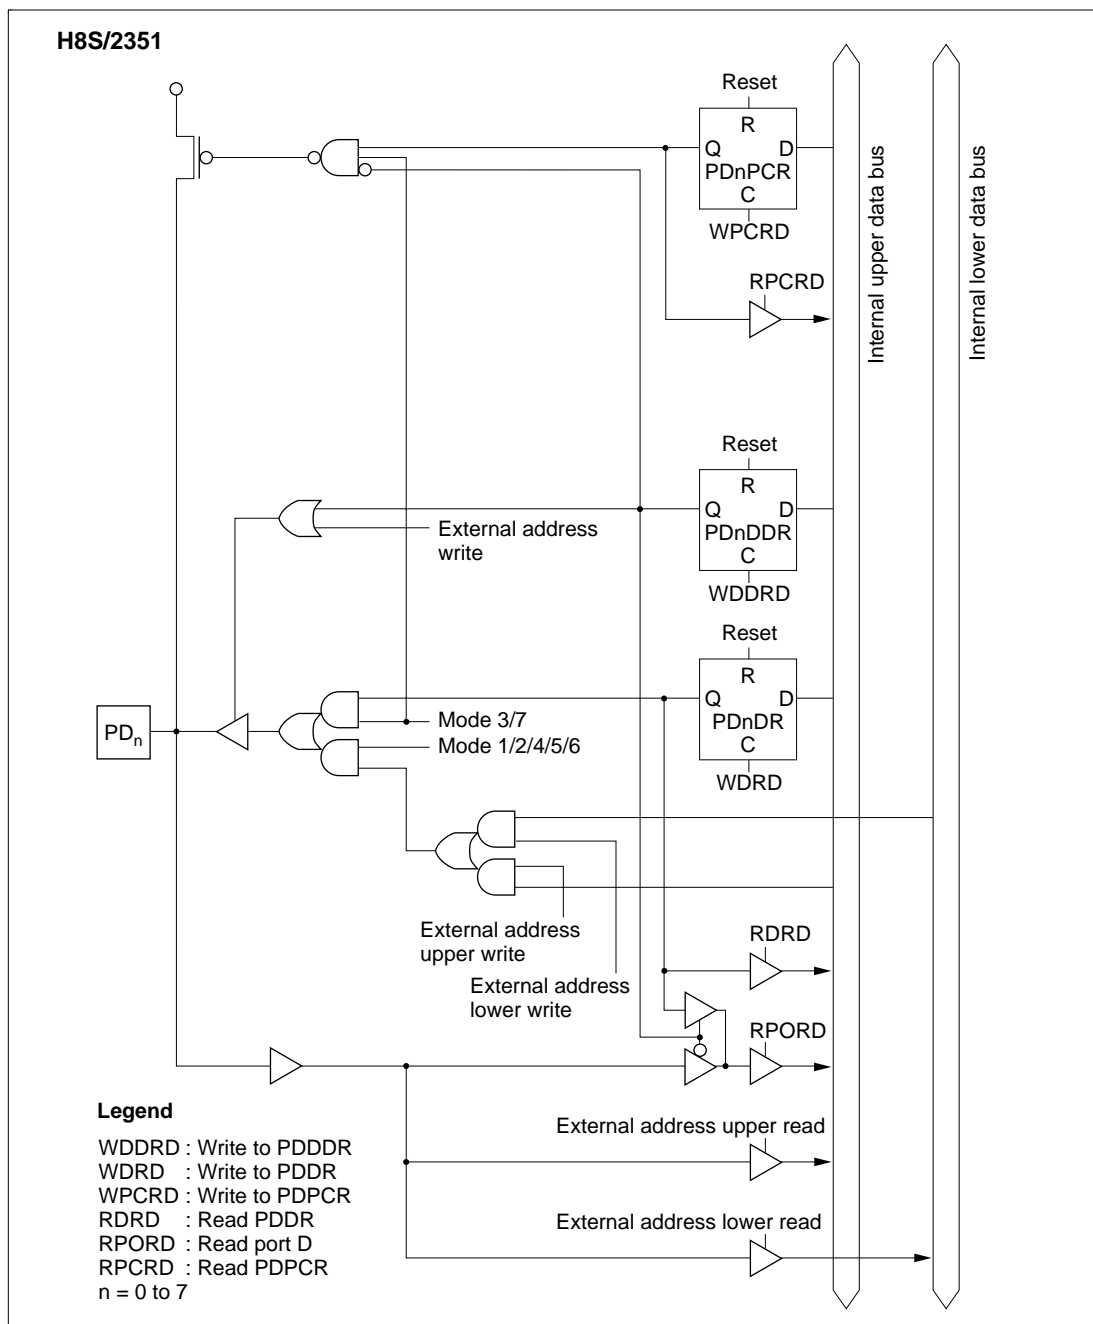 H8S/2351
Reset
R
Q D
PDnPCR
C
WPCRD
RPCRD
Internal upper data bus
Internal lower data bus
Reset
R
Q D
PDnDDR
C
WDDRD
External address
write
Reset
R
Q D
PDnDR
C
WDRD
Mode 3/7
Mode 1/2/4/5/6
PDn
External address
upper write
External address
lower write
RDRD
RPORD
External address upper read
External address lower read
Legend
WDDRD : Write to PDDDR
WDRD : Write to PDDR
WPCRD : Write to PDPCR
RDRD : Read PDDR
RPORD : Read port D
RPCRD : Read PDPCR
n = 0 to 7